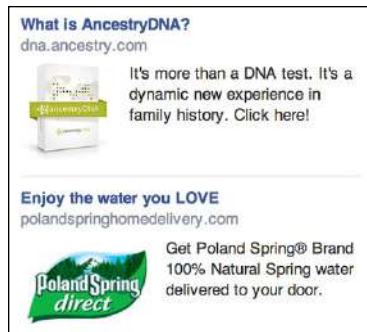 What is AncestryDNA?
dna.ancestry.com
It's more than a DNA test. It's a
dynamic new experience in
family history. Click here!
ancestryDNA
ancestryDNA
Enjoy the water you LOVE
polandspringhomedelivery.com
Get Poland Spring® Brand
100% Natural Spring water
delivered to your door.
Poland Spring
direct